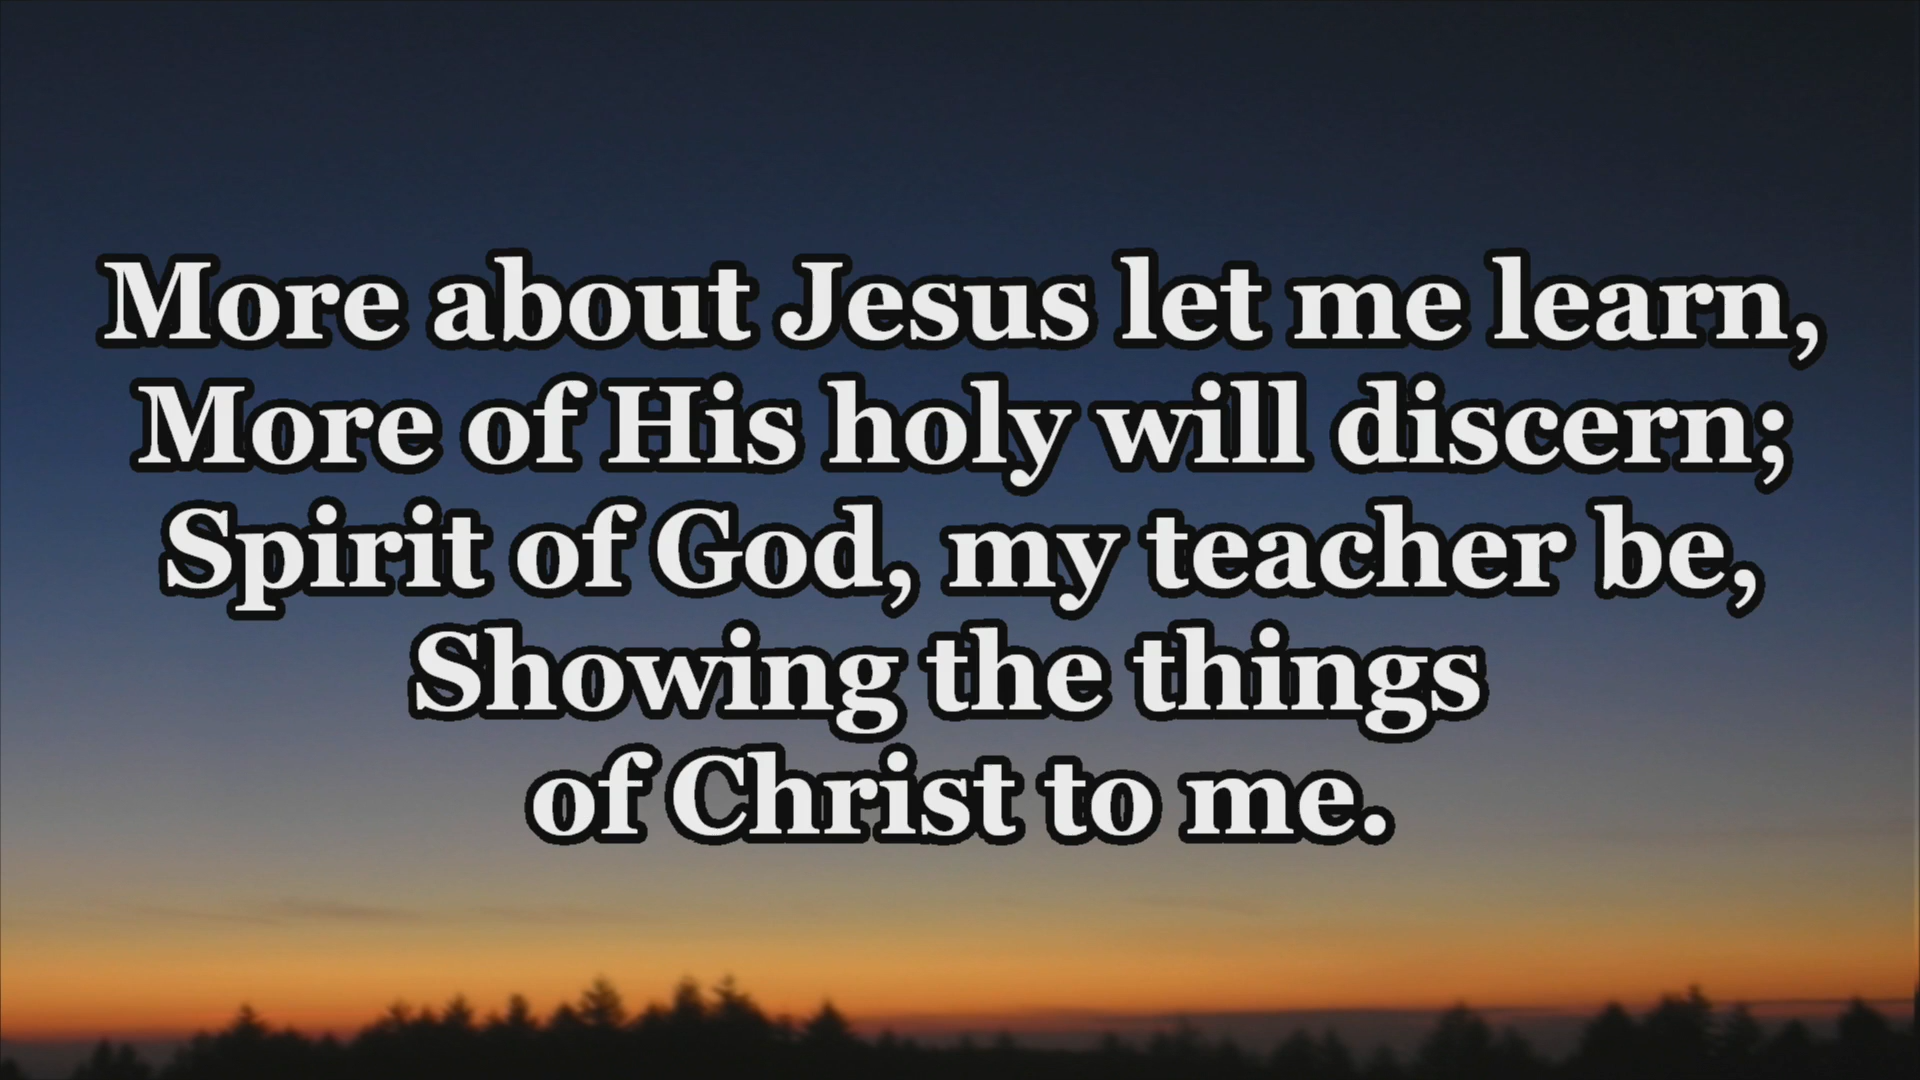 More about Jesus let me learn,
More of His holy will discern;
Spirit of God, my teacher be,
Showing the things
of Christ to me.